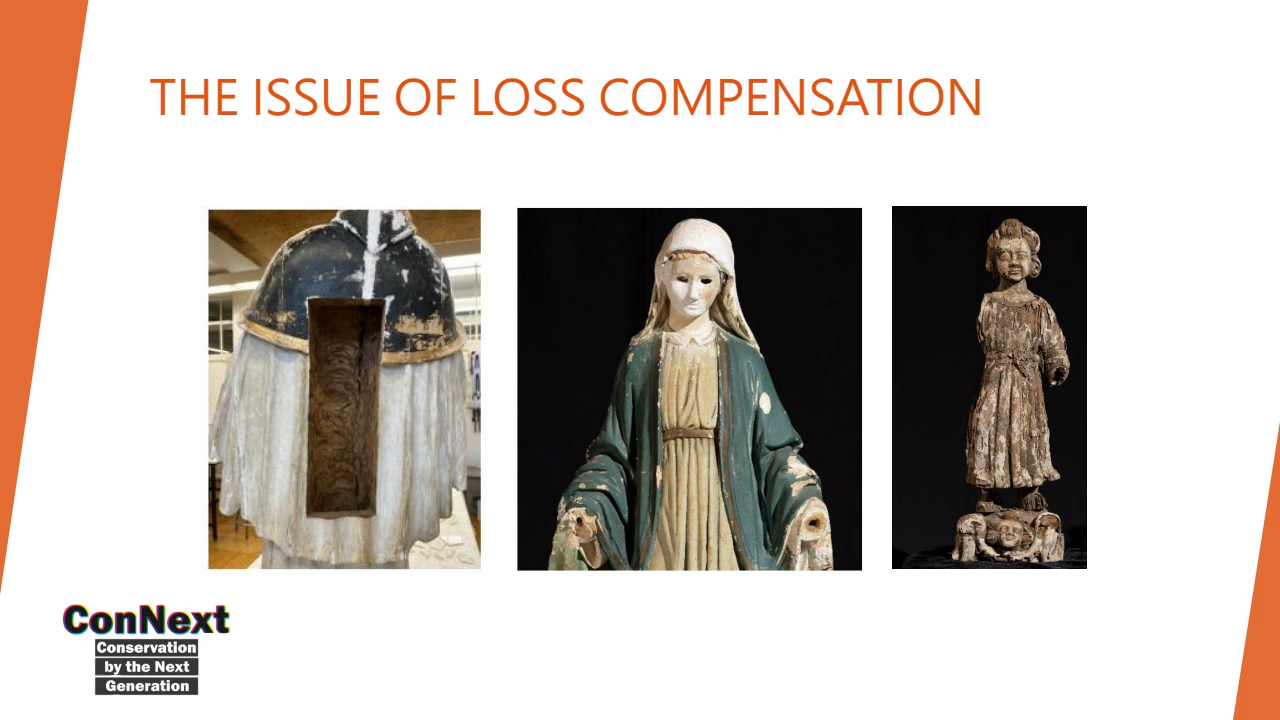 THE ISSUE OF LOSS COMPENSATION
ConNext
Conservation
by the Next
Generation